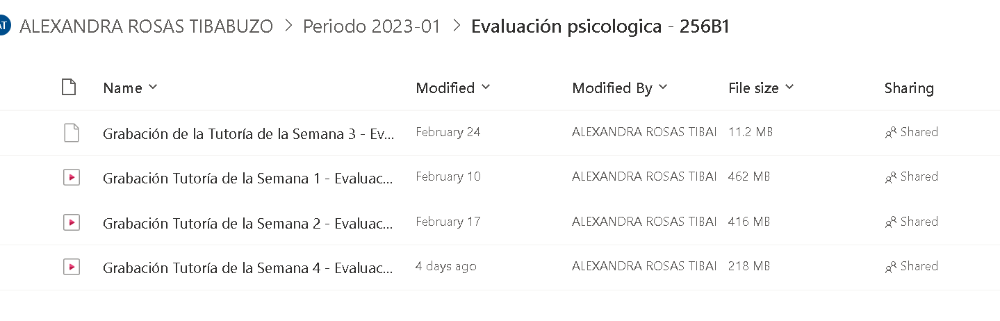 AT ALEXANDRA ROSAS TIBABUZO > Periodo 2023-01 > Evaluación psicologica - 256B1
Name Modified Modified By File size Sharing
Grabación de la Tutoría de la Semana 3 - Ev... February 24 ALEXANDRA ROSAS TIBAI 11.2 MB Shared
Grabación Tutoría de la Semana 1 - Evaluac... February 10 ALEXANDRA ROSAS TIBAI 462 MB Shared
Grabación Tutoría de la Semana 2 - Evaluac... February 17 ALEXANDRA ROSAS TIBAI 416 MB Shared
Grabación Tutoría de la Semana 4 - Evaluac... 4 days ago ALEXANDRA ROSAS TIBAI 218 MB Shared